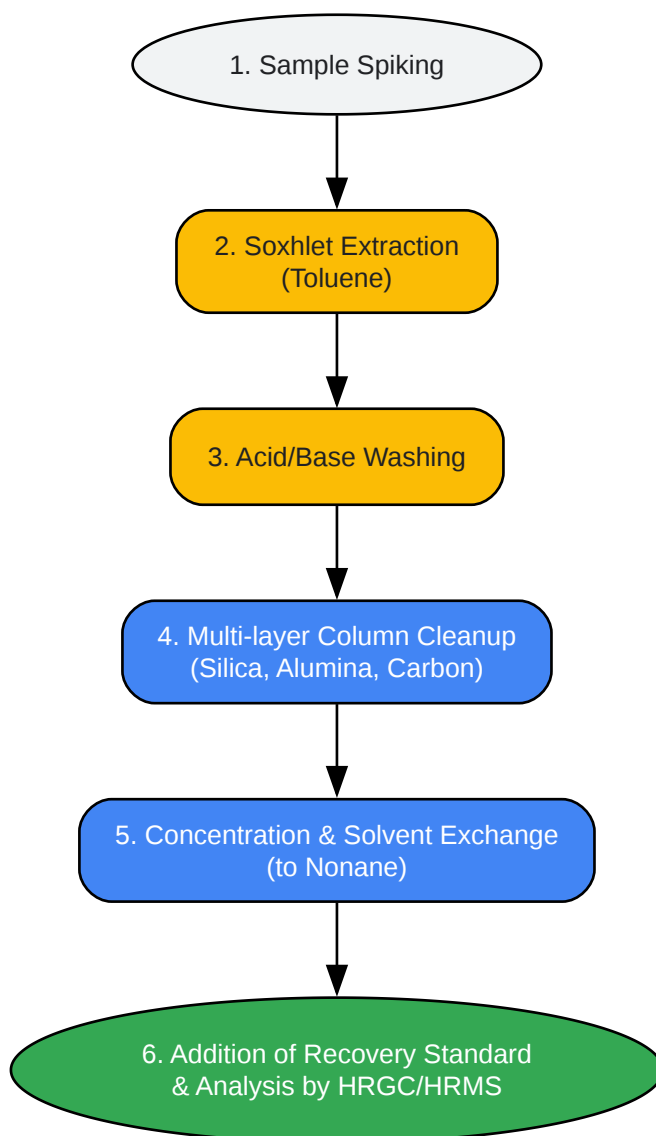 1. Sample Spiking
2. Soxhlet Extraction
(Toluene)
3. Acid/Base Washing
4. Multi-layer Column Cleanup
(Silica, Alumina, Carbon)
5. Concentration & Solvent Exchange
(to Nonane)
6. Addition of Recovery Standard
& Analysis by HRGC/HRMS